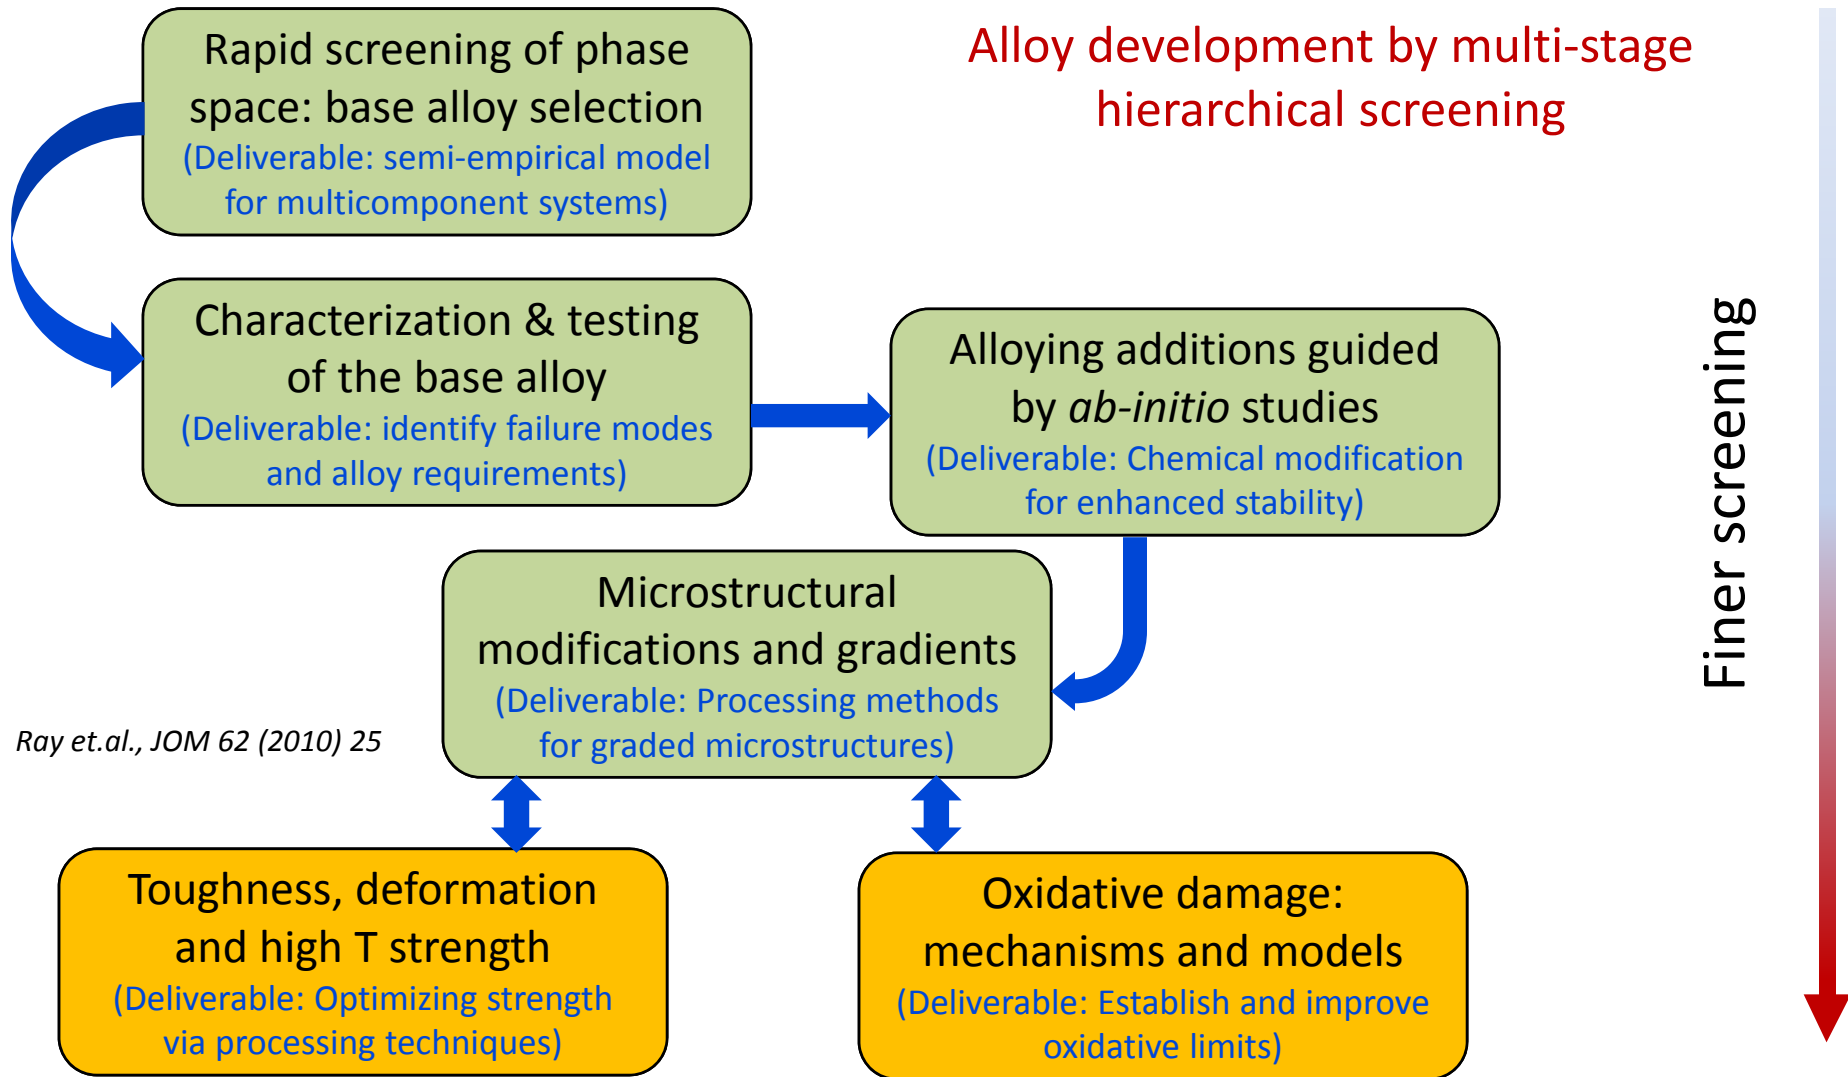 Rapid screening of phase
space: base alloy selection
(Deliverable: semi-empirical model
for multicomponent systems)
Alloy development by multi-stage
hierarchical screening
Characterization & testing
of the base alloy
(Deliverable: identify failure modes
and alloy requirements)
Alloying additions guided
by ab-initio studies
(Deliverable: Chemical modification
for enhanced stability)
Finer screening
Microstructural
modifications and gradients
(Deliverable: Processing methods
for graded microstructures)
Ray et.al., JOM 62 (2010) 25
Toughness, deformation
and high T strength
(Deliverable: Optimizing strength
via processing techniques)
Oxidative damage:
mechanisms and models
(Deliverable: Establish and improve
oxidative limits)